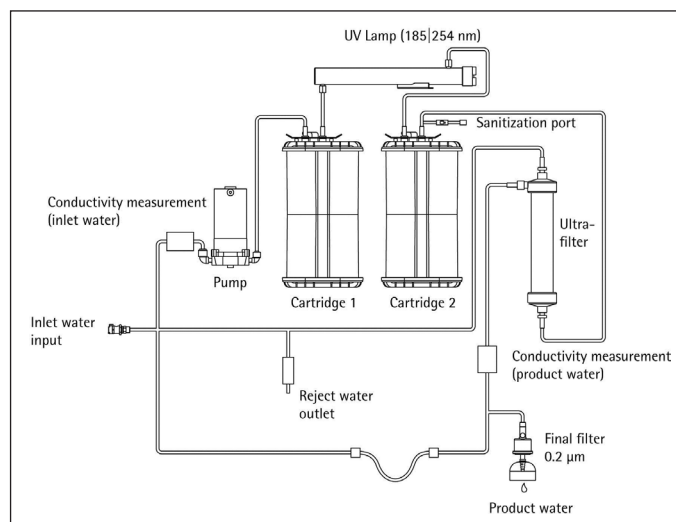 UV Lamp (185|254 nm)
Sanitization port
Conductivity measurement
(inlet water)
Ultra-
filter
Pump
Cartridge 1
Cartridge 2
Inlet water
input
Conductivity measurement
(product water)
Reject water
outlet
Final filter
0.2 µm
Product water